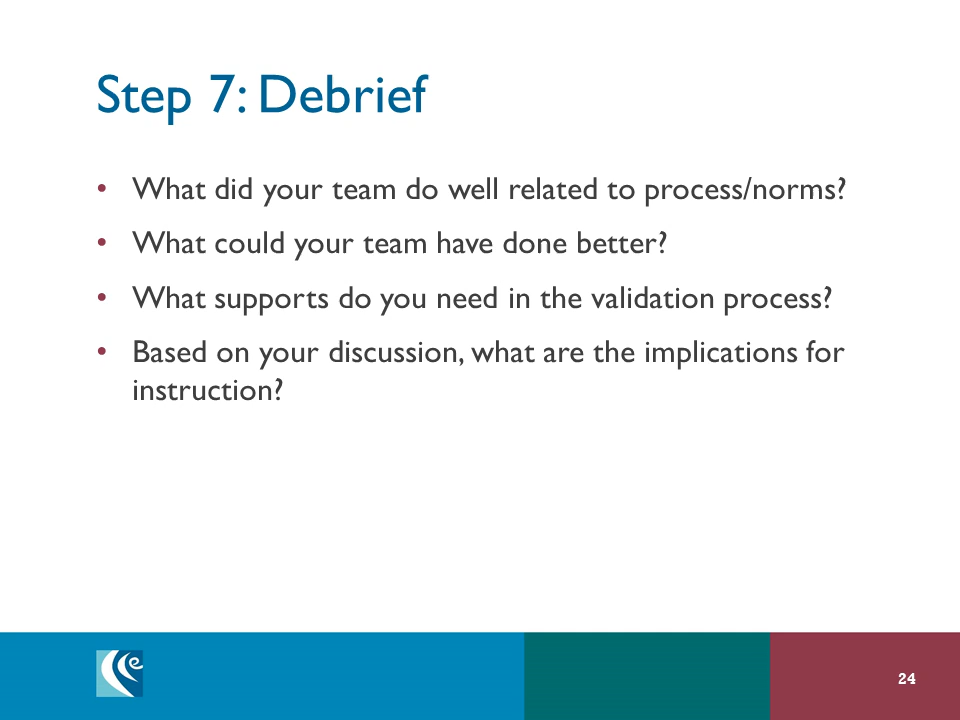 Step 7: Debrief
• What did your team do well related to process/norms?
• What could your team have done better?
• What supports do you need in the validation process?
• Based on your discussion, what are the implications for
instruction?
e
24